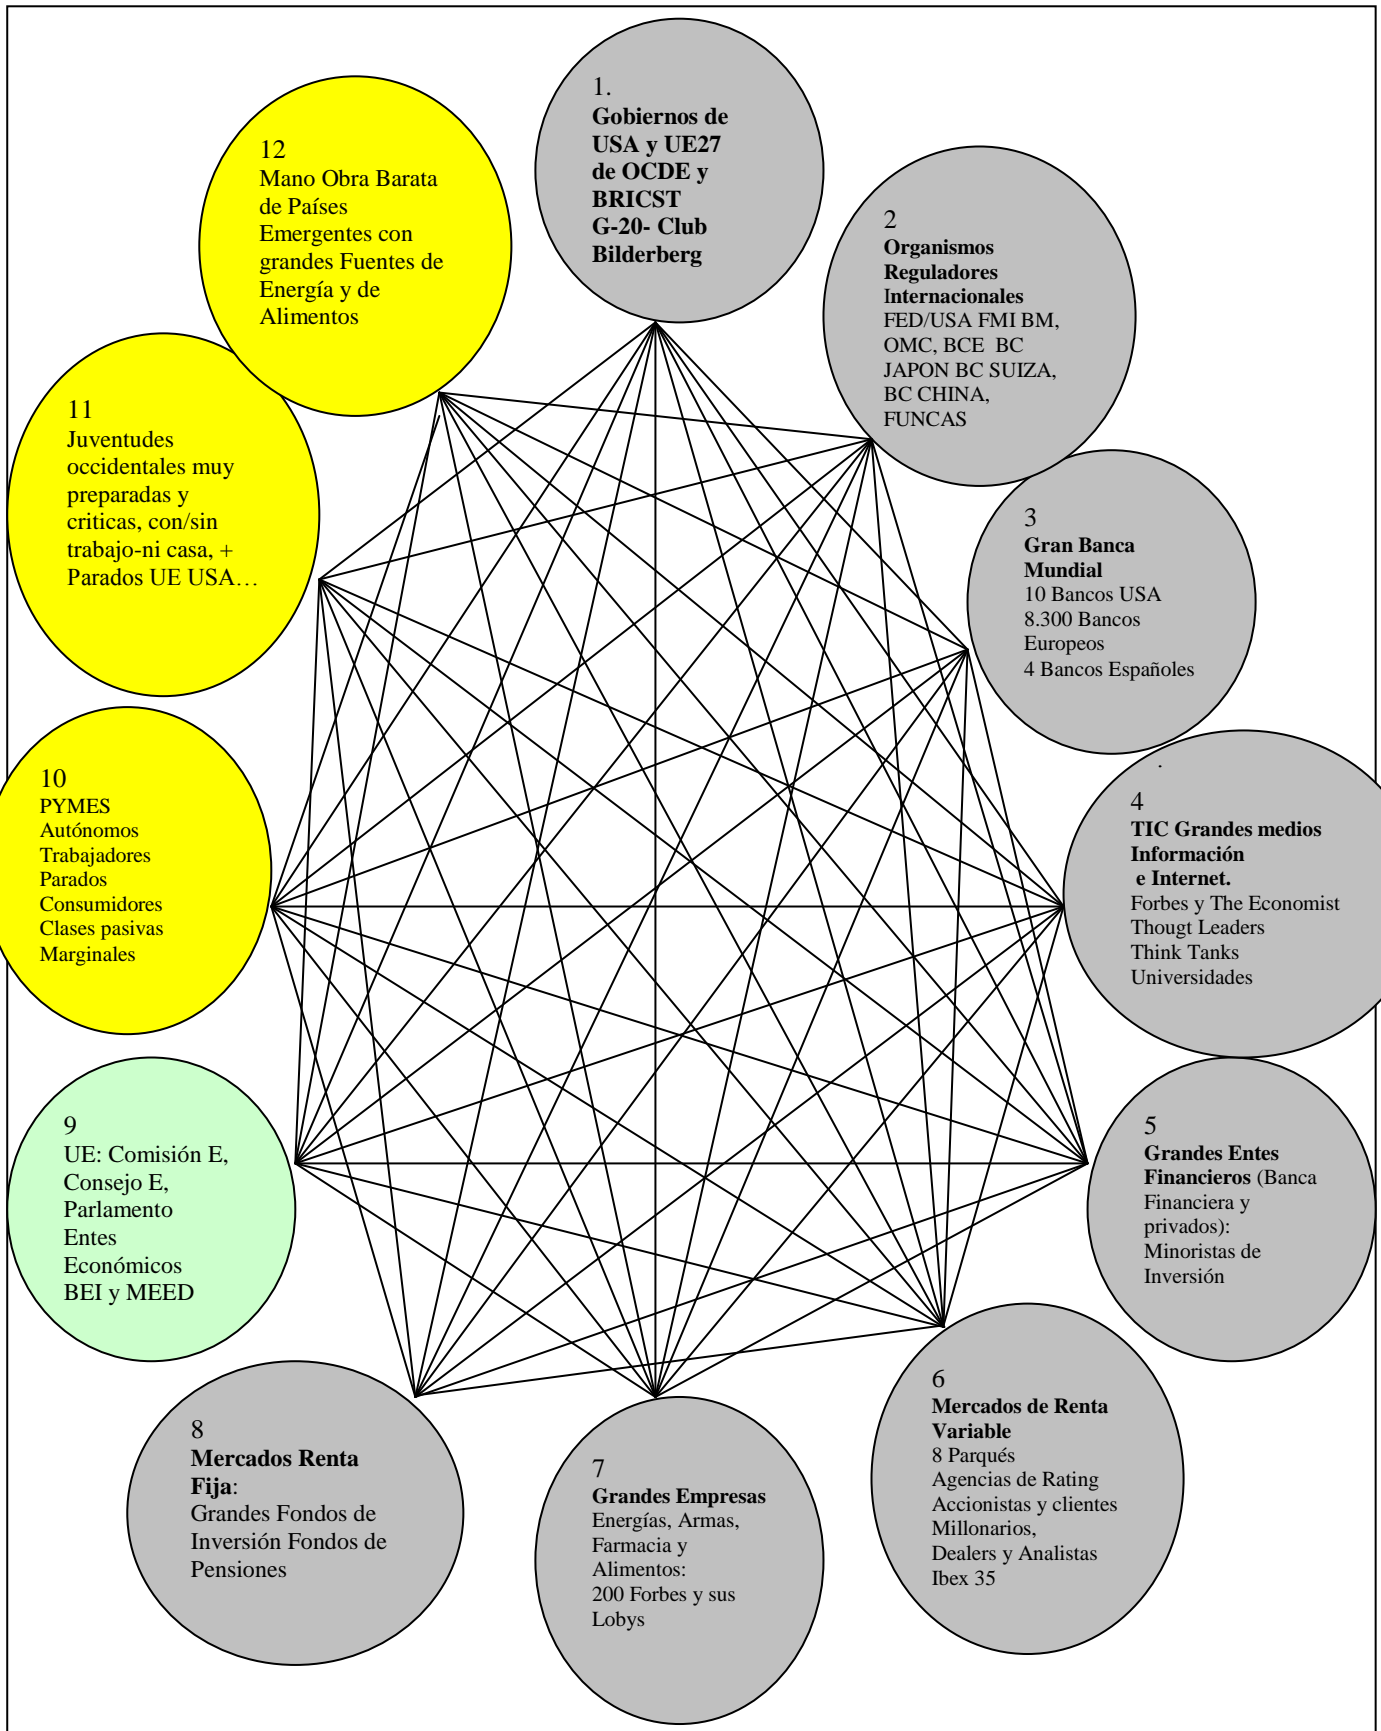 1.
Gobiernos de
USA y UE27
de OCDE y
BRICST
G-20- Club
Bilderberg
2
Organismos
Reguladores
Internacionales
FED/USA FMI BM,
OMC, BCE BC
JAPON BC SUIZA,
BC CHINA,
FUNCAS
3
Gran Banca
Mundial
10 Bancos USA
8.300 Bancos
Europeos
4 Bancos Españoles
.
4
TIC Grandes medios
Información
e Internet.
Forbes y The Economist
Thougt Leaders
Think Tanks
Universidades
5
Grandes Entes
Financieros (Banca
Financiera y
privados):
Minoristas de
Inversión
6
Mercados de Renta
Variable
8 Parqués
Agencias de Rating
Accionistas y clientes
Millonarios,
Dealers y Analistas
Ibex 35
7
Grandes Empresas
Energías, Armas,
Farmacia y
Alimentos:
200 Forbes y sus
Lobys
8
Mercados Renta
Fija:
Grandes Fondos de
Inversión Fondos de
Pensiones
9
UE: Comisión E,
Consejo E,
Parlamento
Entes
Económicos
BEI y MEED
10
PYMES
Autónomos
Trabajadores
Parados
Consumidores
Clases pasivas
Marginales
11
Juventudes
occidentales muy
preparadas y
criticas, con/sin
trabajo-ni casa, +
Parados UE USA…
12
Mano Obra Barata
de Países
Emergentes con
grandes Fuentes de
Energía y de
Alimentos